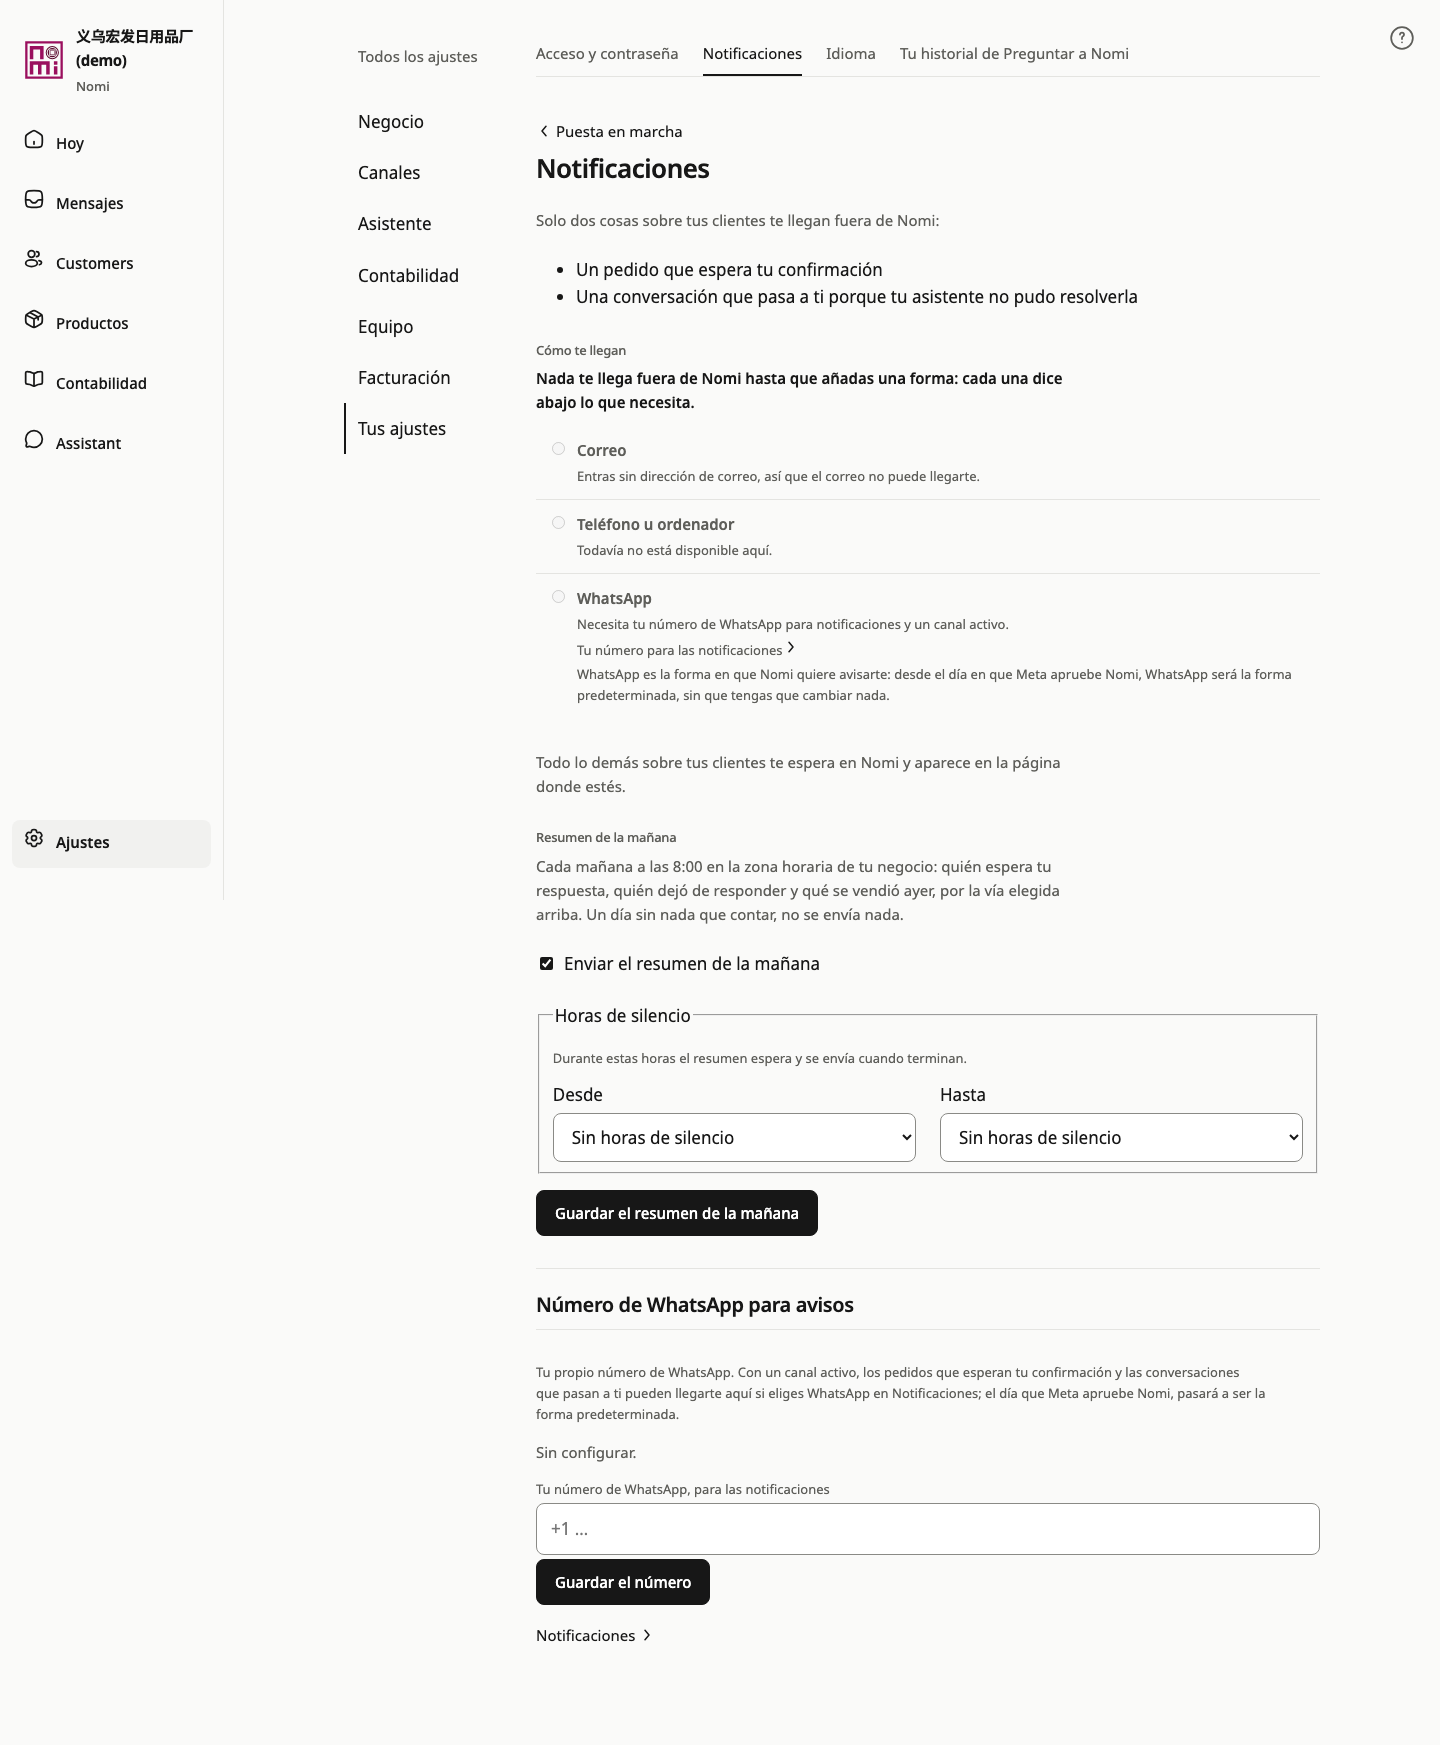 义乌宏发日用品厂
(demo)
Nomi
Hoy
Mensajes
Customers
Productos
Contabilidad
Assistant
Ajustes
Todos los ajustes
Negocio
Canales
Asistente
Contabilidad
Equipo
Facturación
Tus ajustes
Acceso y contraseña Notificaciones Idioma Tu historial de Preguntar a Nomi
Puesta en marcha
Notificaciones
Solo dos cosas sobre tus clientes te llegan fuera de Nomi:
• Un pedido que espera tu confirmación
• Una conversación que pasa a ti porque tu asistente no pudo resolverla
Cómo te llegan
Nada te llega fuera de Nomi hasta que añadas una forma: cada una dice
abajo lo que necesita.
Correo
Entras sin dirección de correo, así que el correo no puede llegarte.
Teléfono u ordenador
Todavía no está disponible aquí.
WhatsApp
Necesita tu número de WhatsApp para notificaciones y un canal activo.
Tu número para las notificaciones
WhatsApp es la forma en que Nomi quiere avisarte: desde el día en que Meta apruebe Nomi, WhatsApp será la forma
predeterminada, sin que tengas que cambiar nada.
Todo lo demás sobre tus clientes te espera en Nomi y aparece en la página
donde estés.
Resumen de la mañana
Cada mañana a las 8:00 en la zona horaria de tu negocio: quién espera tu
respuesta, quién dejó de responder y qué se vendió ayer, por la vía elegida
arriba. Un día sin nada que contar, no se envía nada.
Enviar el resumen de la mañana
Horas de silencio
Durante estas horas el resumen espera y se envía cuando terminan.
Desde Hasta
Sin horas de silencio Sin horas de silencio
Guardar el resumen de la mañana
Número de WhatsApp para avisos
Tu propio número de WhatsApp. Con un canal activo, los pedidos que esperan tu confirmación y las conversaciones
que pasan a ti pueden llegarte aquí si eliges WhatsApp en Notificaciones; el día que Meta apruebe Nomi, pasará a ser la
forma predeterminada.
Sin configurar.
Tu número de WhatsApp, para las notificaciones
+1 ...
Guardar el número
Notificaciones